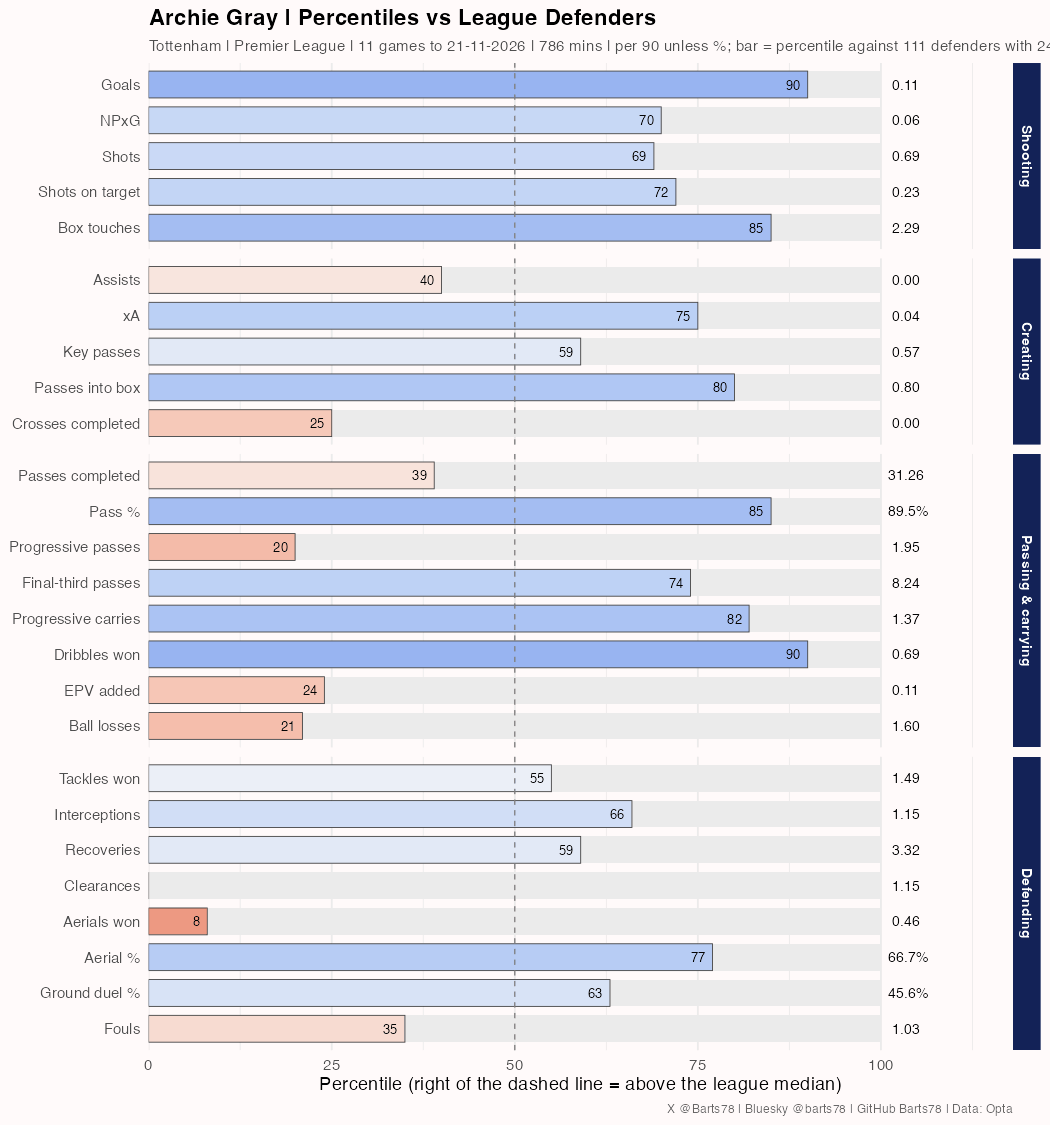 Archie Gray | Percentiles vs League Defenders
Tottenham | Premier League | 11 games to 21-11-2026 | 786 mins | per 90 unless %; bar = percentile against 111 defenders with 24
Shooting
Goals 90 0.11
NPxG 70 0.06
Shots 69 0.69
Shots on target 72 0.23
Box touches 85 2.29
Creating
Assists 40 0.00
xA 75 0.04
Key passes 59 0.57
Passes into box 80 0.80
Crosses completed 25 0.00
Passing & carrying
Passes completed 39 31.26
Pass % 85 89.5%
Progressive passes 20 1.95
Final-third passes 74 8.24
Progressive carries 82 1.37
Dribbles won 90 0.69
EPV added 24 0.11
Ball losses 21 1.60
Defending
Tackles won 55 1.49
Interceptions 66 1.15
Recoveries 59 3.32
Clearances 1.15
Aerials won 8 0.46
Aerial % 77 66.7%
Ground duel % 63 45.6%
Fouls 35 1.03
0 25 50 75 100
Percentile (right of the dashed line = above the league median)
X @Barts78 | Bluesky @barts78 | GitHub Barts78 | Data: Opta